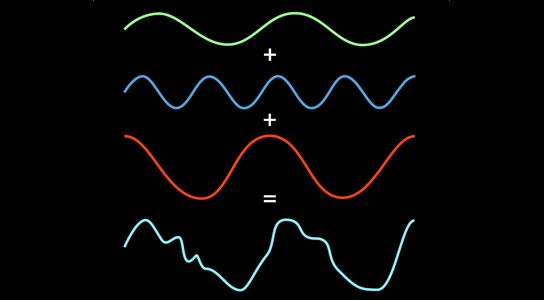 +
+
=